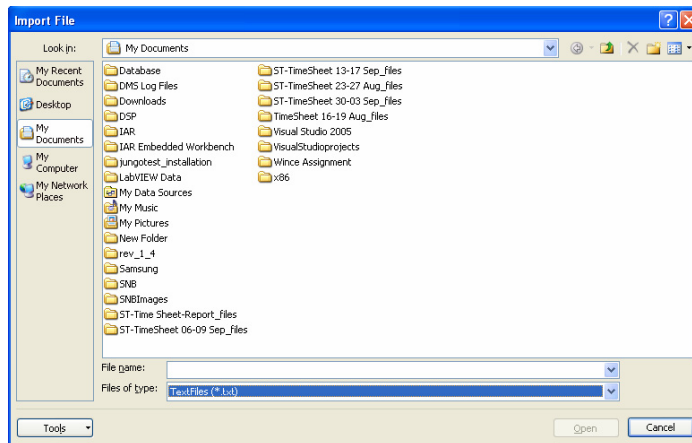 Import File
Look in:
My Documents
My Recent
Documents
Desktop
My
Documents
My
Computer
My Network
Places
Database
DMS Log Files
Downloads
DSP
IAR
IAR Embedded Workbench
jungotest_installation
LabVIEW Data
My Data Sources
My Music
My Pictures
New Folder
rev_1_4
Samsung
SNB
SNBImages
ST-Time Sheet-Report_files
ST-TimeSheet 06-09 Sep_files
ST-TimeSheet 13-17 Sep_files
ST-TimeSheet 23-27 Aug_files
ST-TimeSheet 30-03 Sep_files
TimeSheet 16-19 Aug_files
Visual Studio 2005
VisualStudioprojects
Wince Assignment
x86
File name:
Files of type:
TextFiles (*.txt)
Tools
Open
Cancel